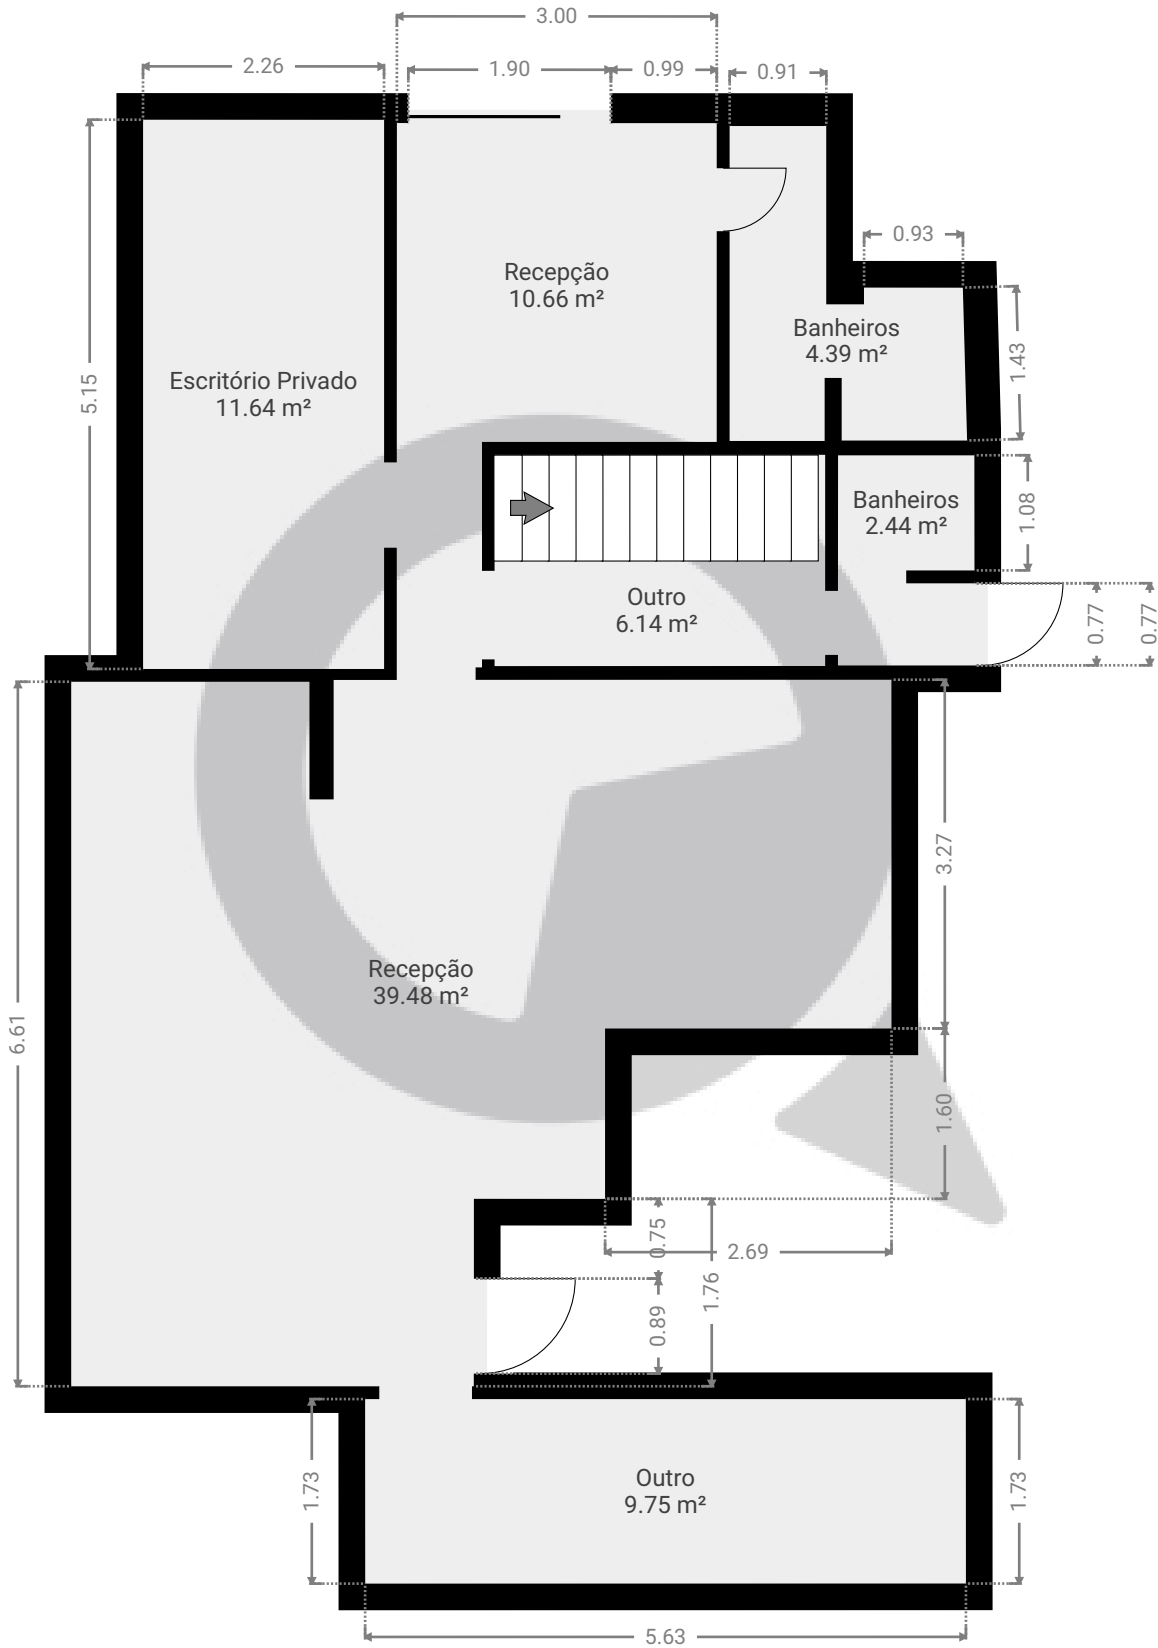 3.00
2.26
1.90
0.99
0.91
0.93
Recepção
10.66 m²
Banheiros
4.39 m²
1.43
5.15
Escritório Privado
11.64 m²
Banheiros
2.44 m²
1.08
Outro
6.14 m²
0.77
0.77
3.27
Recepção
39.48 m²
6.61
1.60
0.75
2.69
1.76
0.89
1.73
Outro
9.75 m²
1.73
5.63